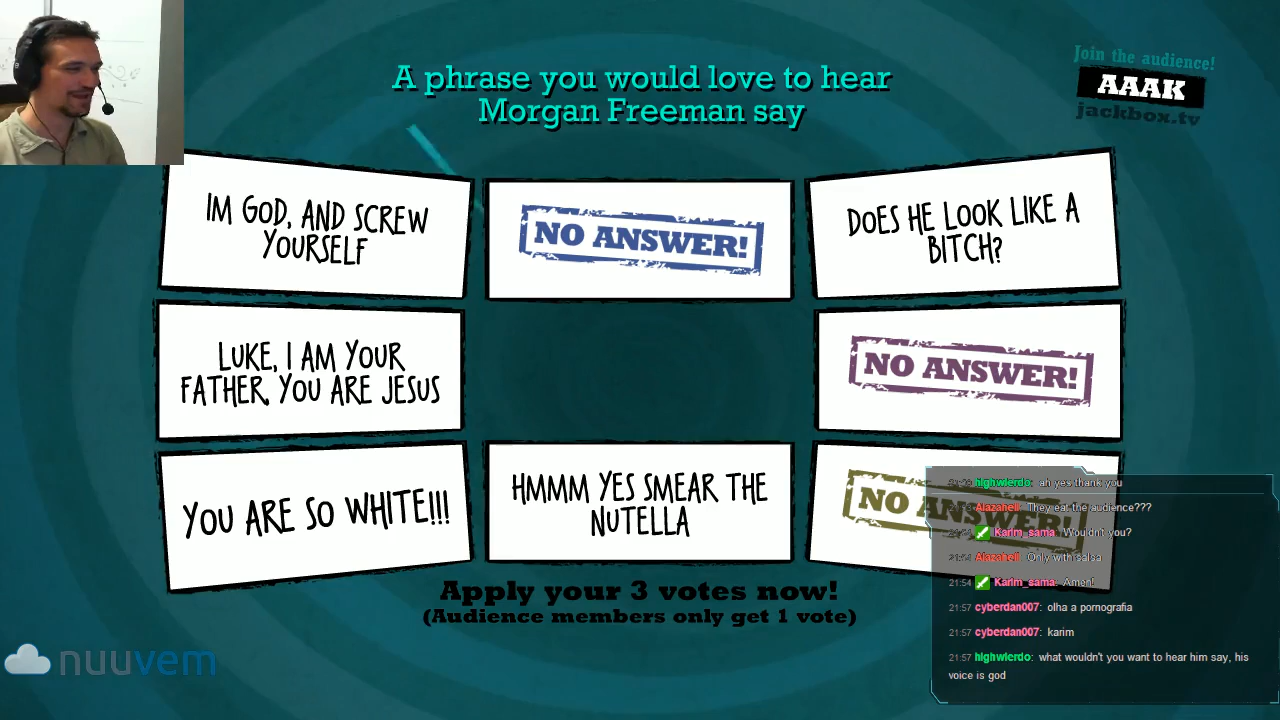 A phrase you would love to hear
Morgan Freeman say
Join the audience!
AAAK
jackbox.tv
IM GOD, AND SCREW
YOURSELF
NO ANSWER!
DOES HE LOOK LIKE A
BITCH?
LUKE, I AM YOUR
FATHER. YOU ARE JESUS
NO ANSWER!
YOU ARE SO WHITE!!!
HMMM YES SMEAR THE
NUTELLA
NO ANSWER!
Apply your 3 votes now!
(Audience members only get 1 vote)
nuuvem
highwierdo: ah yes thank you
Alazahell: They eat the audience???
Karim_sama: Wouldn't you?
Alazahell: Only with salsa
21:54 Karim_sama: Amen!
21:57 cyberdan007: olha a pornografia
21:57 cyberdan007: karim
21:57 highwierdo: what wouldn't you want to hear him say, his
voice is god